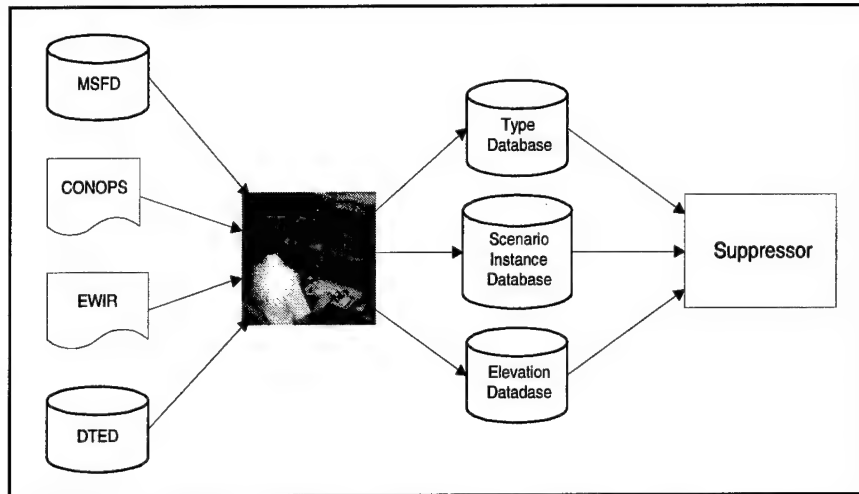 MSFD
CONOPS
EWIR
DTED
Type
Database
Scenario
Instance
Database
Elevation
Datadase
Suppressor